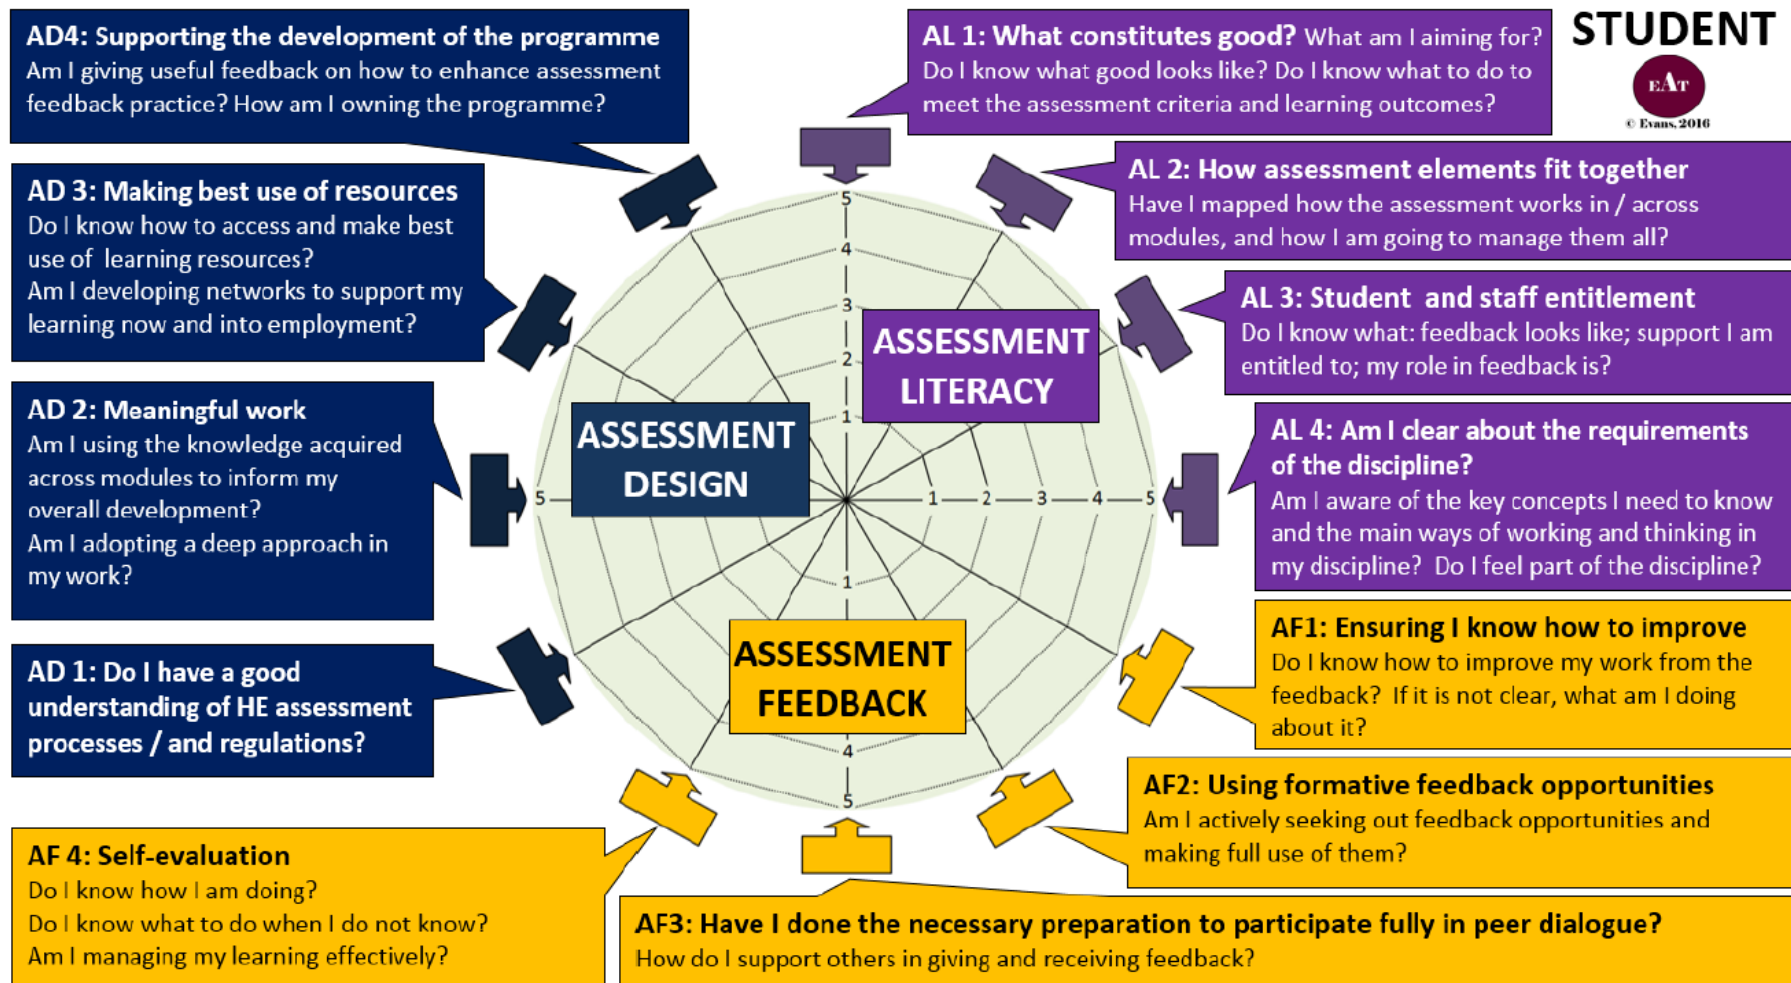 STUDENT
EAT
© Evans, 2016
AD4: Supporting the development of the programme
Am I giving useful feedback on how to enhance assessment
feedback practice? How am I owning the programme?
AL 1: What constitutes good? What am I aiming for?
Do I know what good looks like? Do I know what to do to
meet the assessment criteria and learning outcomes?
AL 2: How assessment elements fit together
Have I mapped how the assessment works in / across
modules, and how I am going to manage them all?
AL 3: Student and staff entitlement
Do I know what: feedback looks like; support I am
entitled to; my role in feedback is?
AL 4: Am I clear about the requirements
of the discipline?
Am I aware of the key concepts I need to know
and the main ways of working and thinking in
my discipline? Do I feel part of the discipline?
AF1: Ensuring I know how to improve
Do I know how to improve my work from the
feedback? If it is not clear, what am I doing
about it?
AF2: Using formative feedback opportunities
Am I actively seeking out feedback opportunities and
making full use of them?
AF3: Have I done the necessary preparation to participate fully in peer dialogue?
How do I support others in giving and receiving feedback?
AF 4: Self-evaluation
Do I know how I am doing?
Do I know what to do when I do not know?
Am I managing my learning effectively?
AD 1: Do I have a good
understanding of HE assessment
processes / and regulations?
AD 2: Meaningful work
Am I using the knowledge acquired
across modules to inform my
overall development?
Am I adopting a deep approach in
my work?
AD 3: Making best use of resources
Do I know how to access and make best
use of learning resources?
Am I developing networks to support my
learning now and into employment?
ASSESSMENT
LITERACY
ASSESSMENT
DESIGN
ASSESSMENT
FEEDBACK
5
4
3
2
1
5
1 2 3 4 5
1
4
5